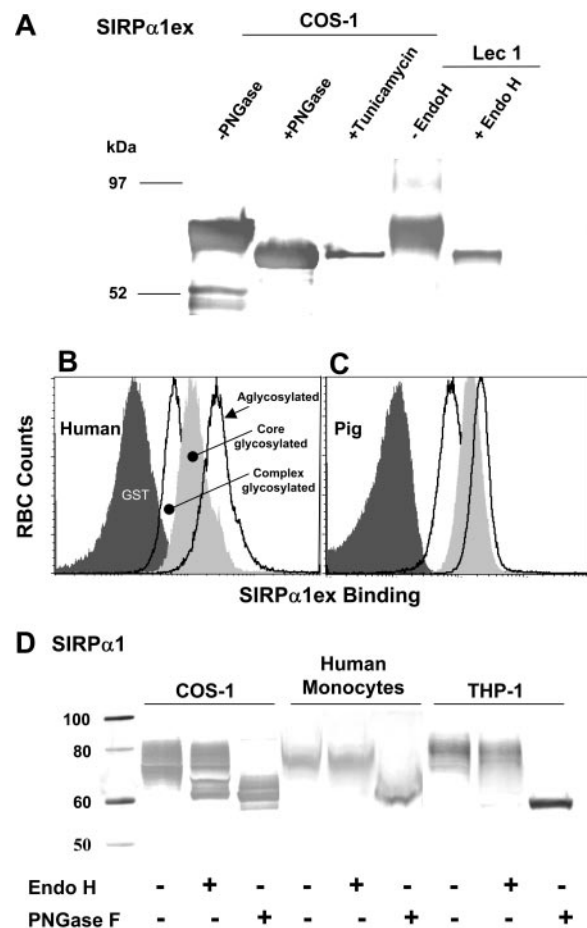 A
SIRPα1ex
COS-1
Lec 1
-PNGase
+PNGase
+Tunicamycin
- EndoH
+ Endo H
kDa
97
52
B
C
Human
Aglycosylated
Core
glycosylated
Complex
glycosylated
GST
Pig
RBC Counts
SIRPα1ex Binding
D
SIRPα1
COS-1
Human
Monocytes
THP-1
100
80
60
50
Endo H - + - - + - - + -
PNGase F - - + - - + - - +